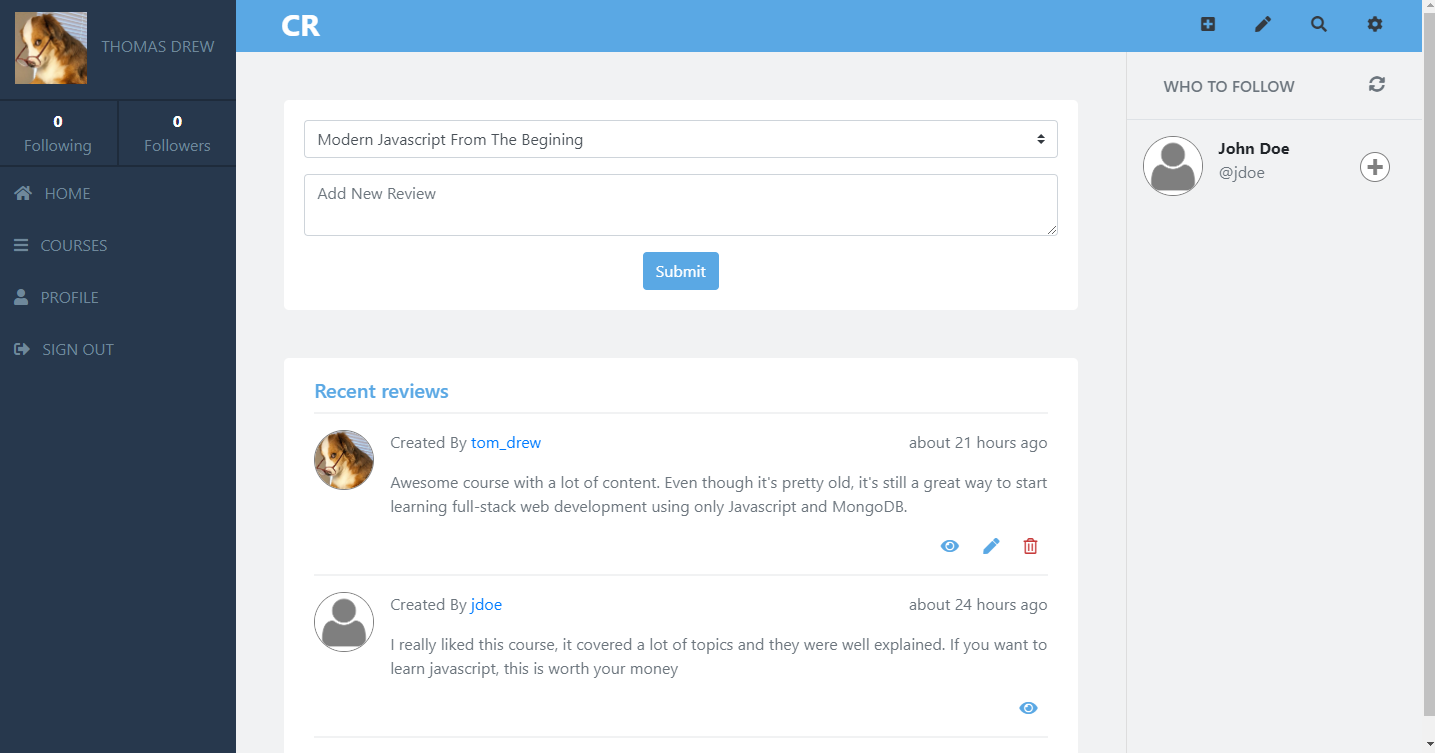 THOMAS DREW
0
Following
0
Followers
HOME
COURSES
PROFILE
SIGN OUT
CR
Modern Javascript From The Begining
Add New Review
Submit
Recent reviews
Created By tom_drew
about 21 hours ago
Awesome course with a lot of content. Even though it's pretty old, it's still a great way to start
learning full-stack web development using only Javascript and MongoDB.
Created By jdoe
about 24 hours ago
I really liked this course, it covered a lot of topics and they were well explained. If you want to
learn javascript, this is worth your money
WHO TO FOLLOW
John Doe
@jdoe